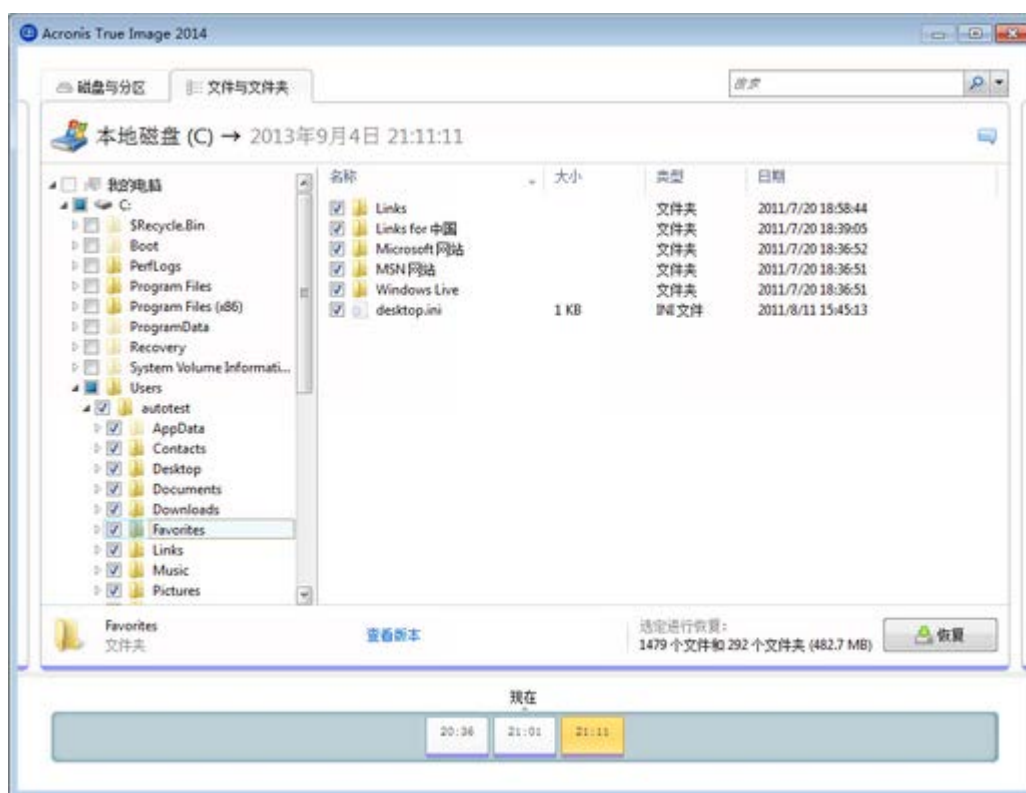 Acronis True Image 2014
磁盘与分区
文件与文件夹
搜索
本地磁盘 (C) → 2013年9月4日 21:11:11
我的电脑
C:
$Recycle.Bin
Boot
PerfLogs
Program Files
Program Files (x86)
ProgramData
Recovery
System Volume Informati...
Users
autotest
AppData
Contacts
Desktop
Documents
Downloads
Favorites
Links
Music
Pictures
名称 大小 类型 日期
Links 文件夹 2011/7/20 18:58:44
Links for 中国 文件夹 2011/7/20 18:39:05
Microsoft 网站 文件夹 2011/7/20 18:36:52
MSN 网站 文件夹 2011/7/20 18:36:51
Windows Live 文件夹 2011/7/20 18:36:51
desktop.ini 1 KB INI 文件 2011/8/11 15:45:13
Favorites
文件夹
查看版本
选定进行恢复:
1479 个文件和 292 个文件夹 (482.7 MB)
恢复
现在
20:36
21:01
21:11